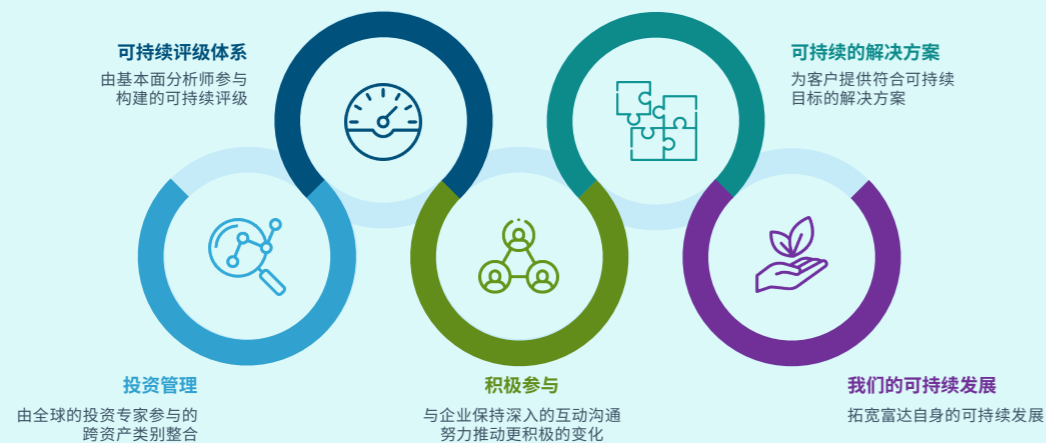 可持续评级体系
由基本面分析师参与
构建的可持续评级
可持续的解决方案
为客户提供符合可持续
目标的解决方案
投资管理
由全球的投资专家参与的
跨资产类别整合
积极参与
与企业保持深入的互动沟通
努力推动更积极的变化
我们的可持续发展
拓宽富达自身的可持续发展